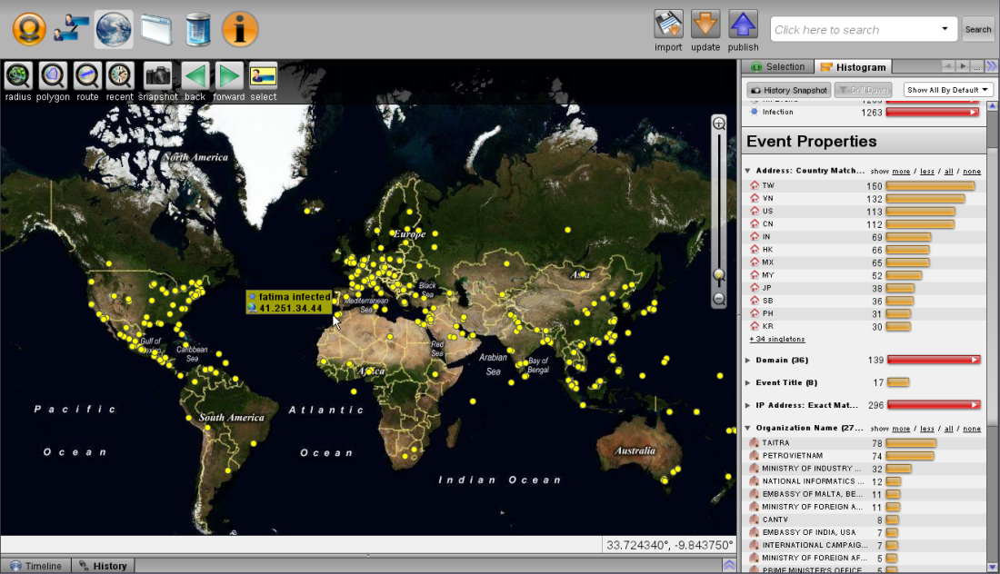 import update publish
Click here to search
Search
radius polygon route recent snapshot back forward select
Selection
Histogram
...
History Snapshot
Drill Down
Show All By Default
Infection 1263
Event Properties
Address: Country Match... show more / less / all / none
TW 150
VN 132
US 113
CN 112
IN 69
HK 66
MX 65
MY 52
JP 38
SB 36
PH 31
KR 30
+ 34 singletons
Domain (36) 139
Event Title (8) 17
IP Address: Exact Mat... 296
Organization Name (27... show more / less / all / none
TAITRA 78
PETROVIETNAM 74
MINISTRY OF INDUSTRY ... 32
NATIONAL INFORMATICS ... 12
EMBASSY OF MALTA, BE... 11
MINISTRY OF FOREIGN A... 11
CANTV 8
EMBASSY OF INDIA, USA 7
INTERNATIONAL CAMPAIG... 7
MINISTRY OF FOREIGN AF... 5
PRIME MINISTER'S OFFICE 5
North America
Europe
Asia
Black Sea
fatima infected
41.251.34.44
Mediterranean Sea
Gulf of Mexico
Caribbean Sea
Red Sea
Arabian Sea
Bay of Bengal
Africa
Pacific Ocean
Atlantic Ocean
South America
Australia
Indian Ocean
33.724340°, -9.843750°
Timeline
History